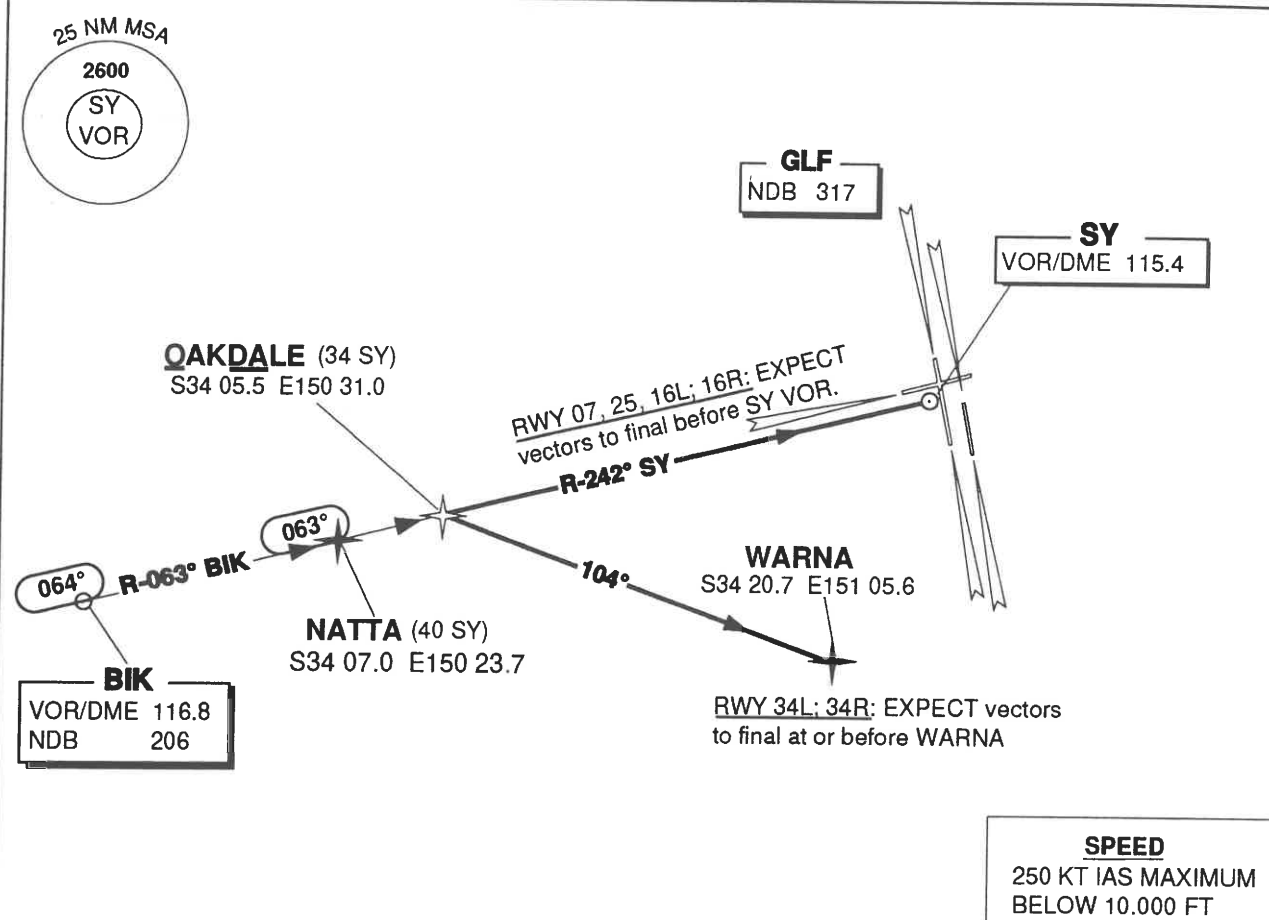 25 NM MSA
2600
SY
VOR
GLF
NDB 317
SY
VOR/DME 115.4
OAKDALE (34 SY)
S34 05.5 E150 31.0
RWY 07, 25, 16L; 16R: EXPECT
vectors to final before SY VOR.
R-242° SY
063°
064°
R-063° BIK
104°
WARNA
S34 20.7 E151 05.6
NATTA (40 SY)
S34 07.0 E150 23.7
BIK
VOR/DME 116.8
NDB 206
RWY 34L; 34R: EXPECT vectors
to final at or before WARNA
SPEED
250 KT IAS MAXIMUM
BELOW 10.000 FT